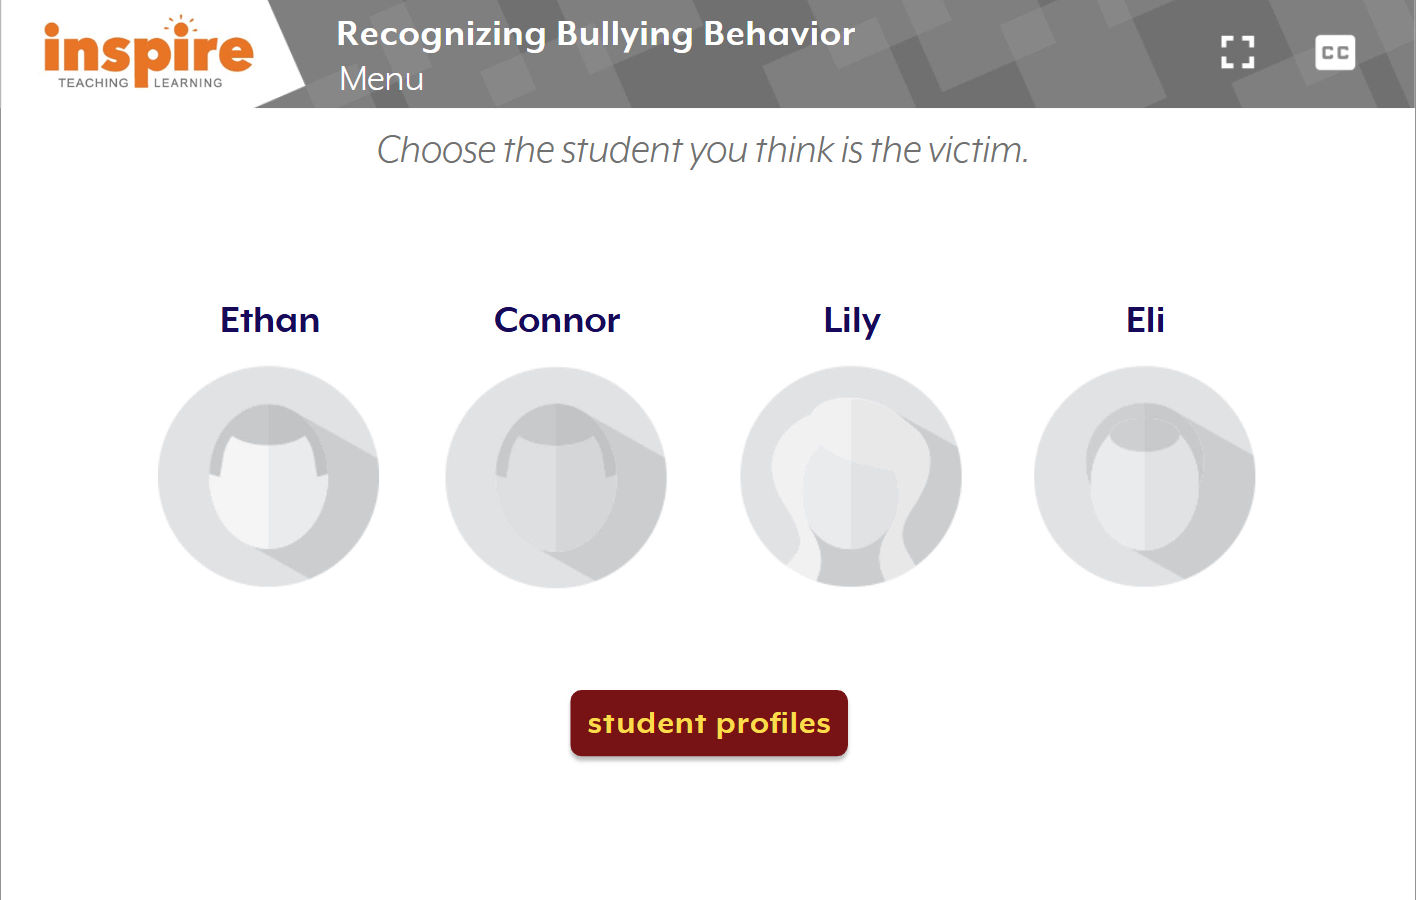 inspire
TEACHING LEARNING
Recognizing Bullying Behavior
Menu
CC
Choose the student you think is the victim.
Ethan Connor Lily Eli
student profiles